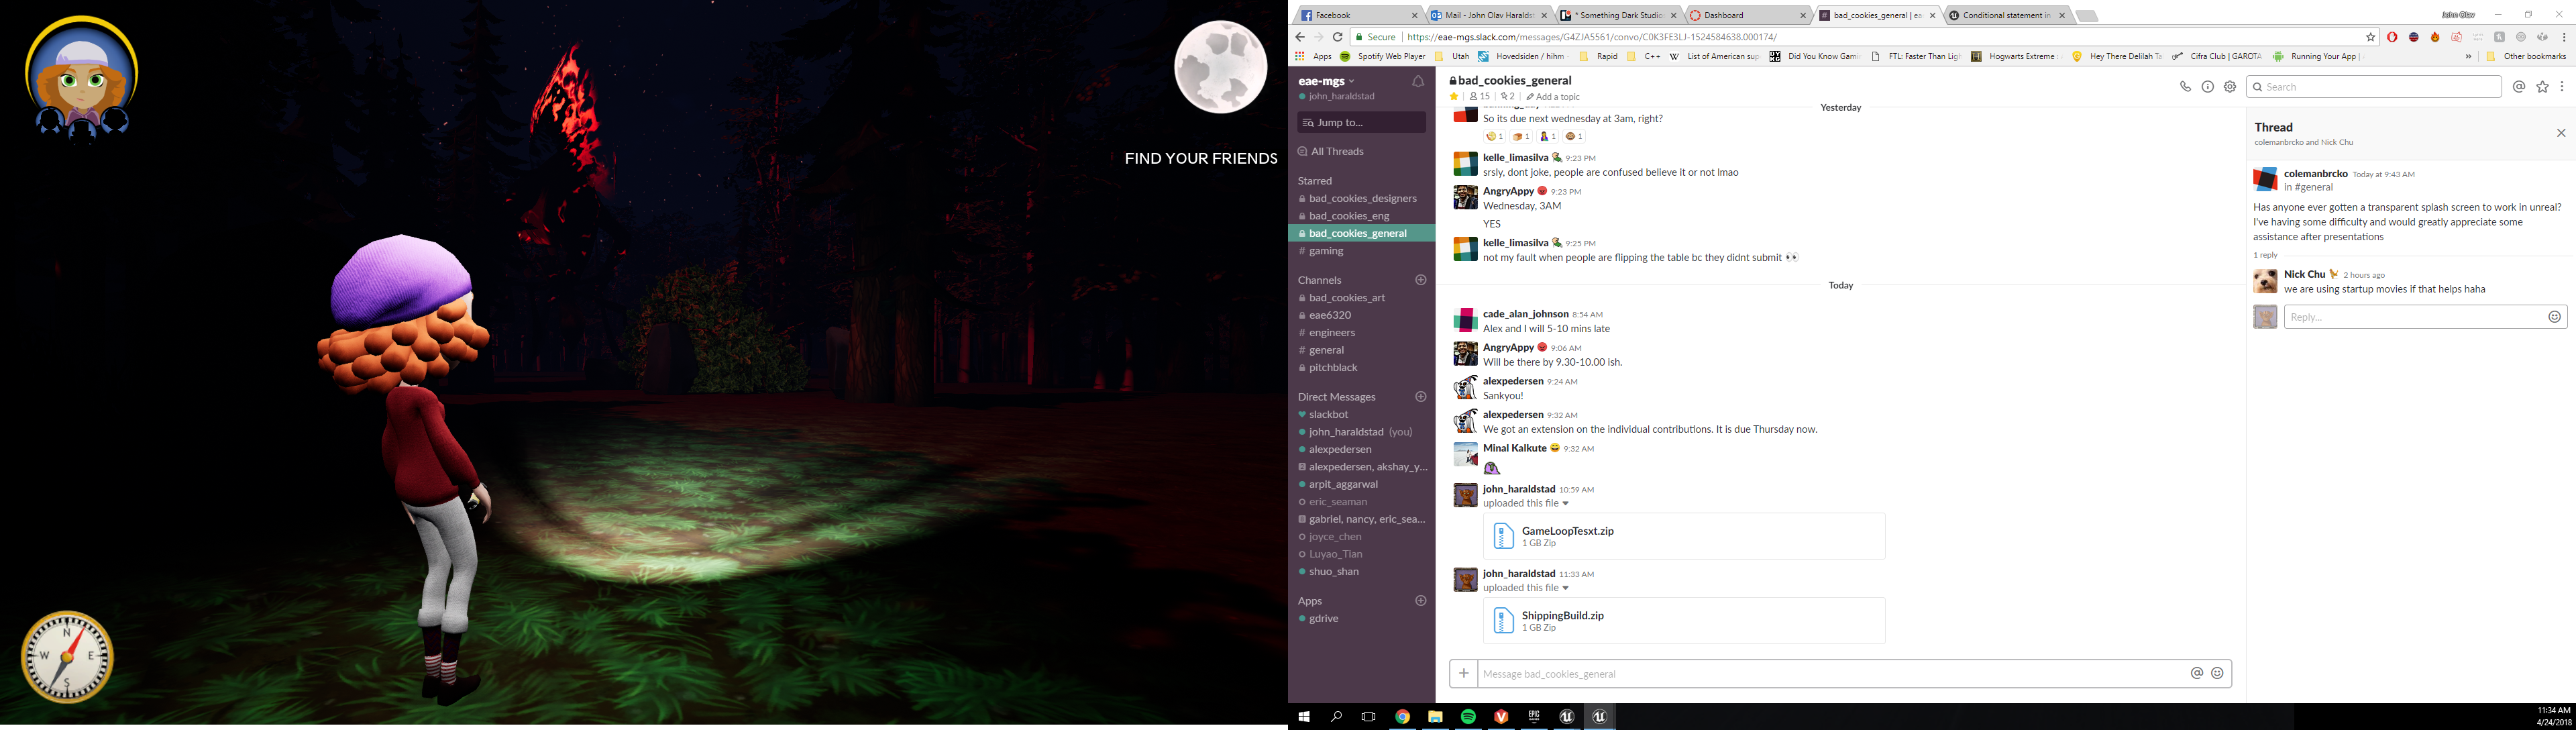 FIND YOUR FRIENDS
N
W E
S
Facebook
Mail - John Olav Haraldst
* Something Dark Studio
Dashboard
bad_cookies_general | ea
Conditional statement in
John Olav
Secure | https://eae-mgs.slack.com/messages/G4ZJA5561/convo/C0K3FE3LJ-1524584638.000174/
Apps
Spotify Web Player
Utah
Hovedsiden / hihm
Rapid
C++
List of American sup
Did You Know Gami
FTL: Faster Than Ligh
Hogwarts Extreme
Hey There Delilah Ta
Cifra Club | GAROTA
Running Your App |
»
Other bookmarks
eae-mgs
john_haraldstad
Jump to...
All Threads
Starred
bad_cookies_designers
bad_cookies_eng
bad_cookies_general
# gaming
Channels
bad_cookies_art
eae6320
# engineers
# general
pitchblack
Direct Messages
slackbot
john_haraldstad (you)
alexpedersen
alexpedersen, akshay_y...
arpit_aggarwal
eric_seaman
gabriel, nancy, eric_sea...
joyce_chen
Luyao_Tian
shuo_shan
Apps
gdrive
bad_cookies_general
15 | 2 | Add a topic
Search
Yesterday
So its due next wednesday at 3am, right?
1 1 1 1
kelle_limasilva 9:23 PM
srsly, dont joke, people are confused believe it or not lmao
AngryAppy 9:23 PM
Wednesday, 3AM
YES
kelle_limasilva 9:25 PM
not my fault when people are flipping the table bc they didnt submit 👀
Today
cade_alan_johnson 8:54 AM
Alex and I will 5-10 mins late
AngryAppy 9:06 AM
Will be there by 9.30-10.00 ish.
alexpedersen 9:24 AM
Sankyou!
alexpedersen 9:32 AM
We got an extension on the individual contributions. It is due Thursday now.
Minal Kalkute 9:32 AM
john_haraldstad 10:59 AM
uploaded this file
GameLoopTesxt.zip
1 GB Zip
john_haraldstad 11:33 AM
uploaded this file
ShippingBuild.zip
1 GB Zip
Message bad_cookies_general
Thread
colemanbrcko and Nick Chu
colemanbrcko Today at 9:43 AM
in #general
Has anyone ever gotten a transparent splash screen to work in unreal?
I've having some difficulty and would greatly appreciate some
assistance after presentations
1 reply
Nick Chu 2 hours ago
we are using startup movies if that helps haha
Reply...
EPIC
11:34 AM
4/24/2018